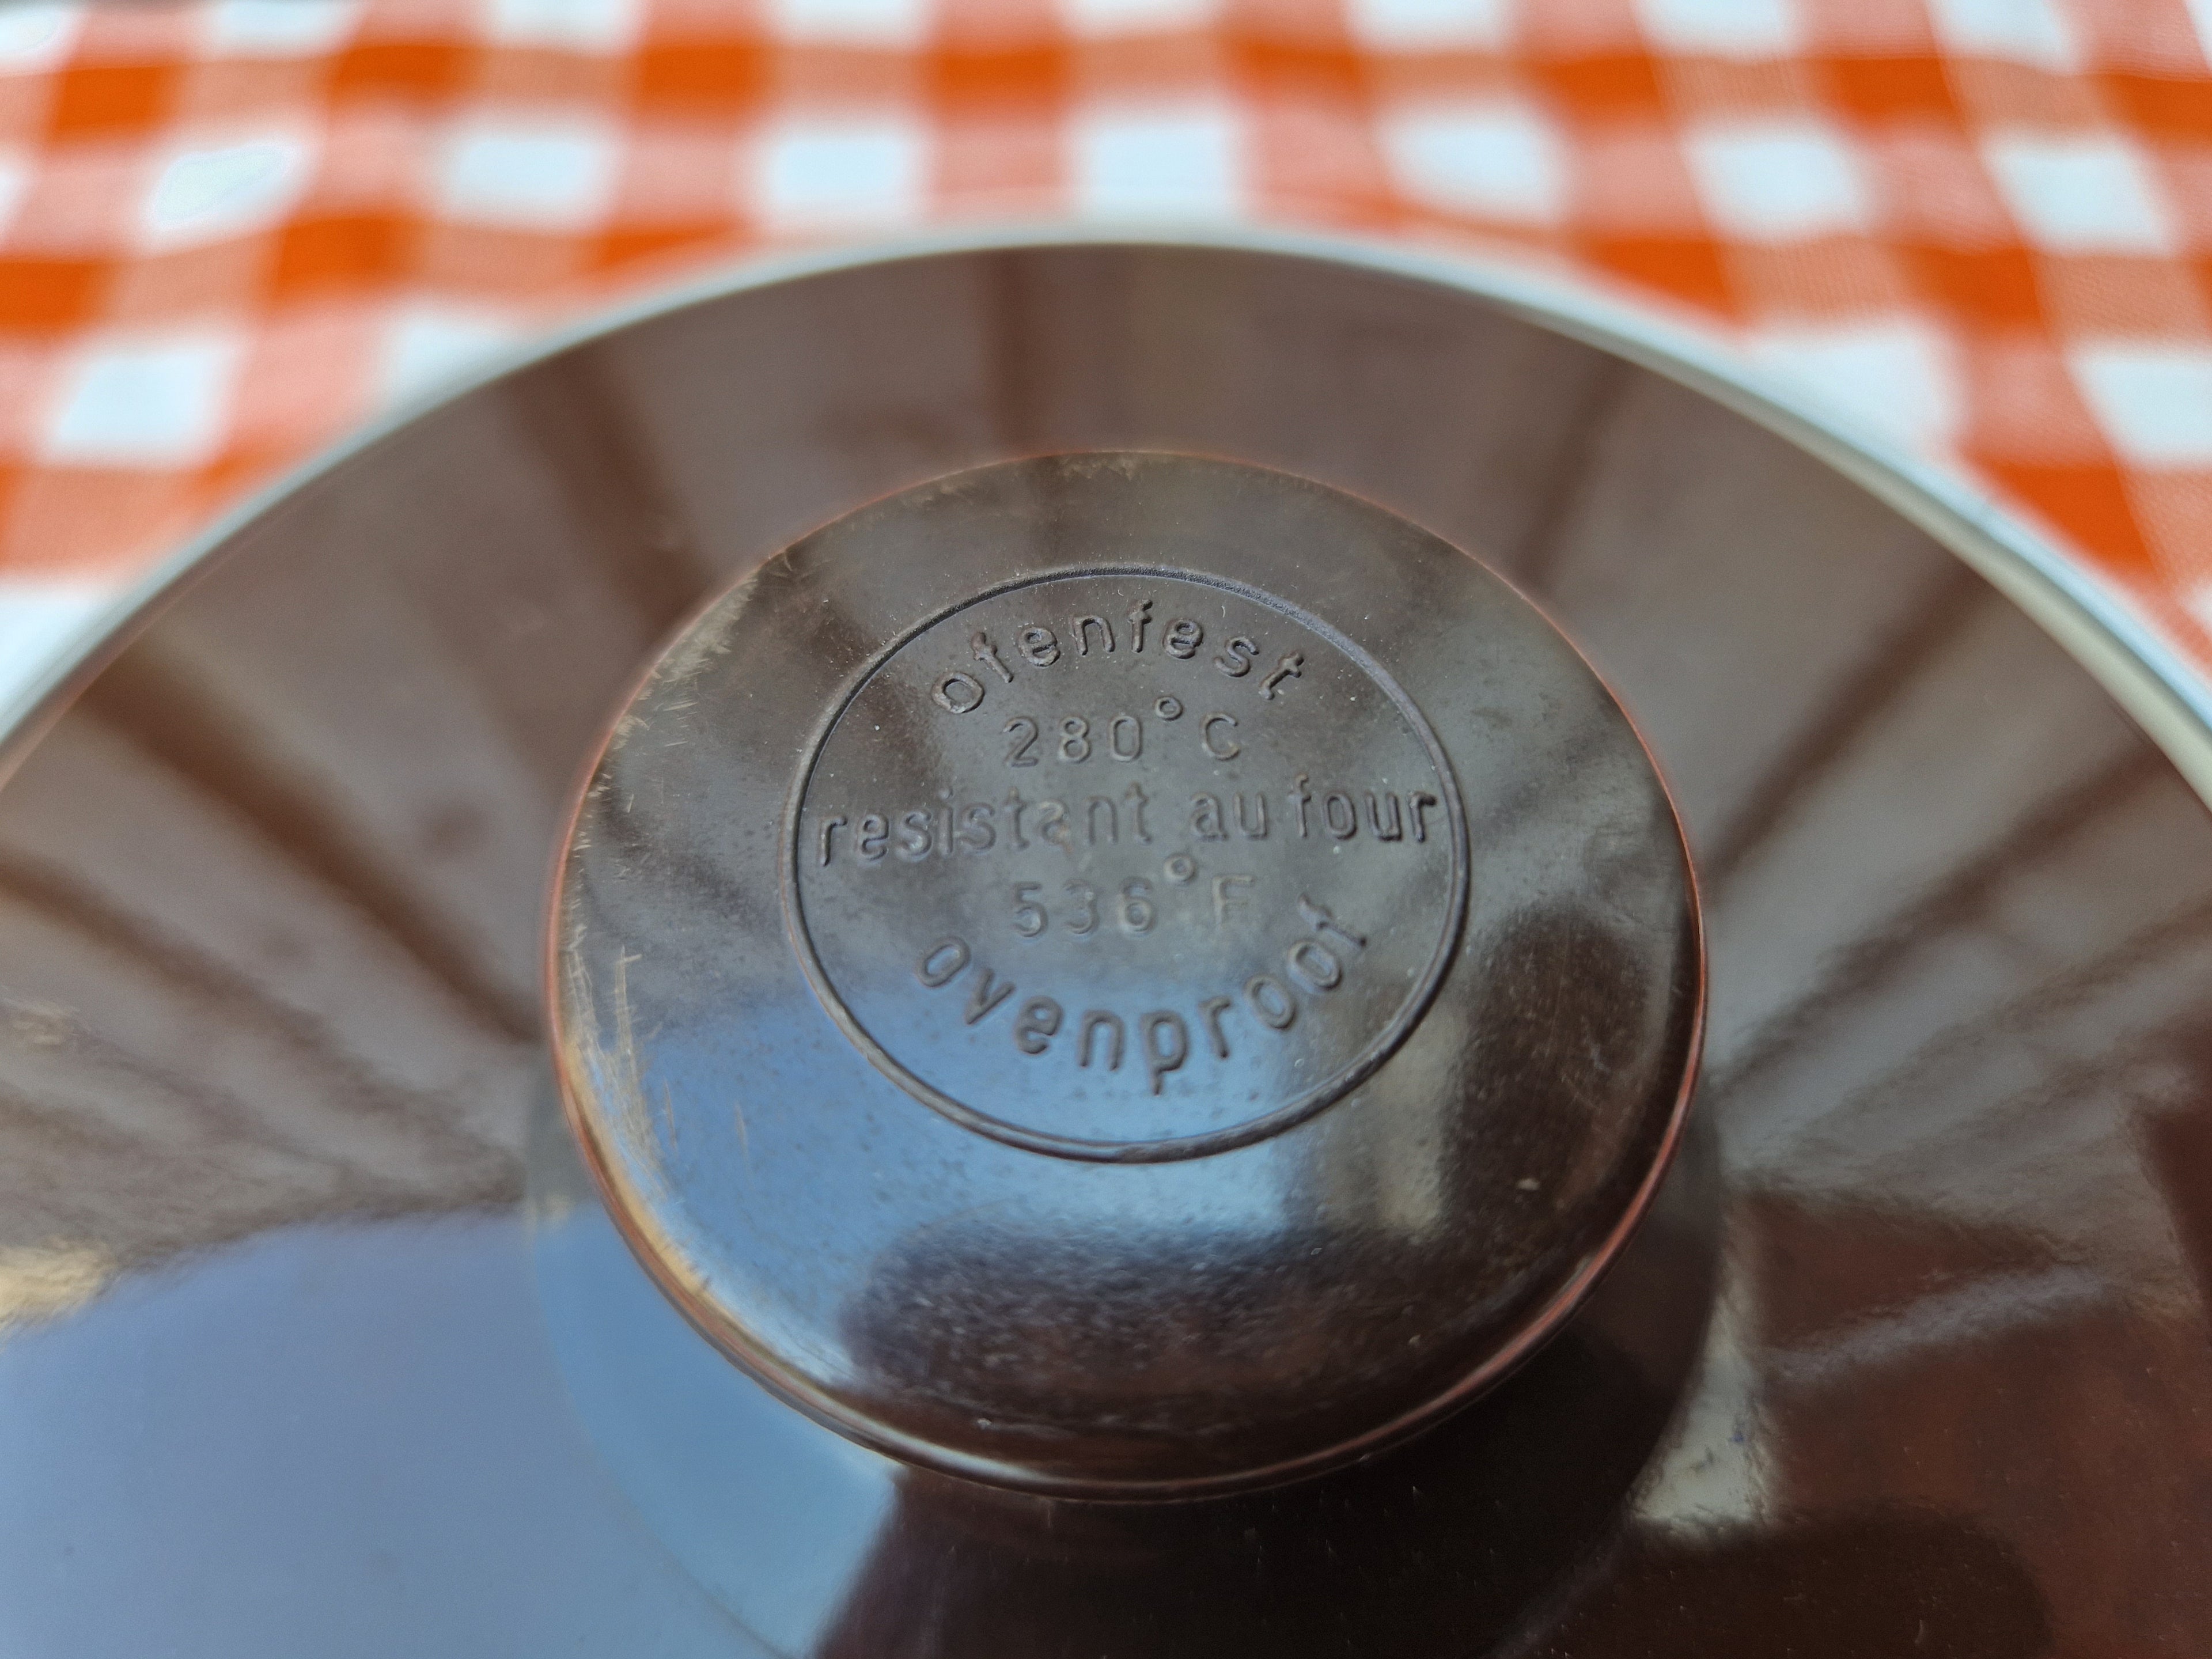 ofenfest
280°C
resistant au four
536°F
ovenproof